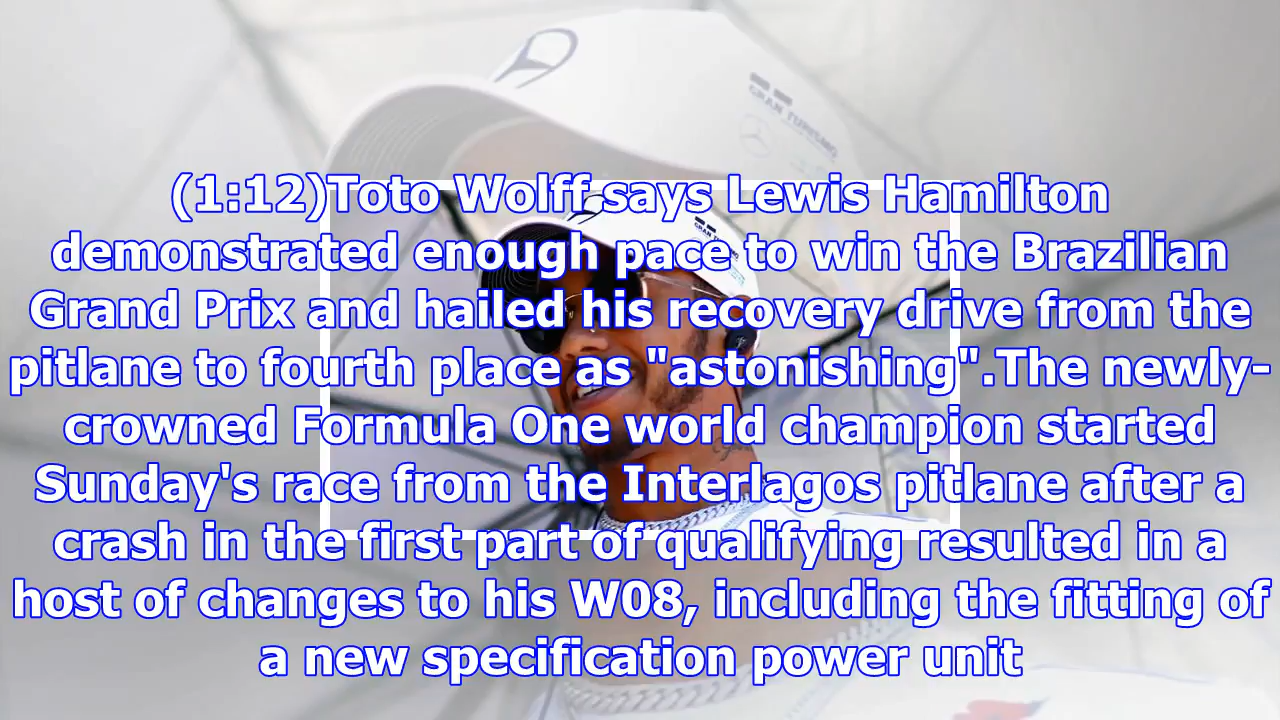 GRAN TURISMO
(1:12)Toto Wolff says Lewis Hamilton
demonstrated enough pace to win the Brazilian
Grand Prix and hailed his recovery drive from the
pitlane to fourth place as "astonishing".The newly-
crowned Formula One world champion started
Sunday's race from the Interlagos pitlane after a
crash in the first part of qualifying resulted in a
host of changes to his W08, including the fitting of
a new specification power unit